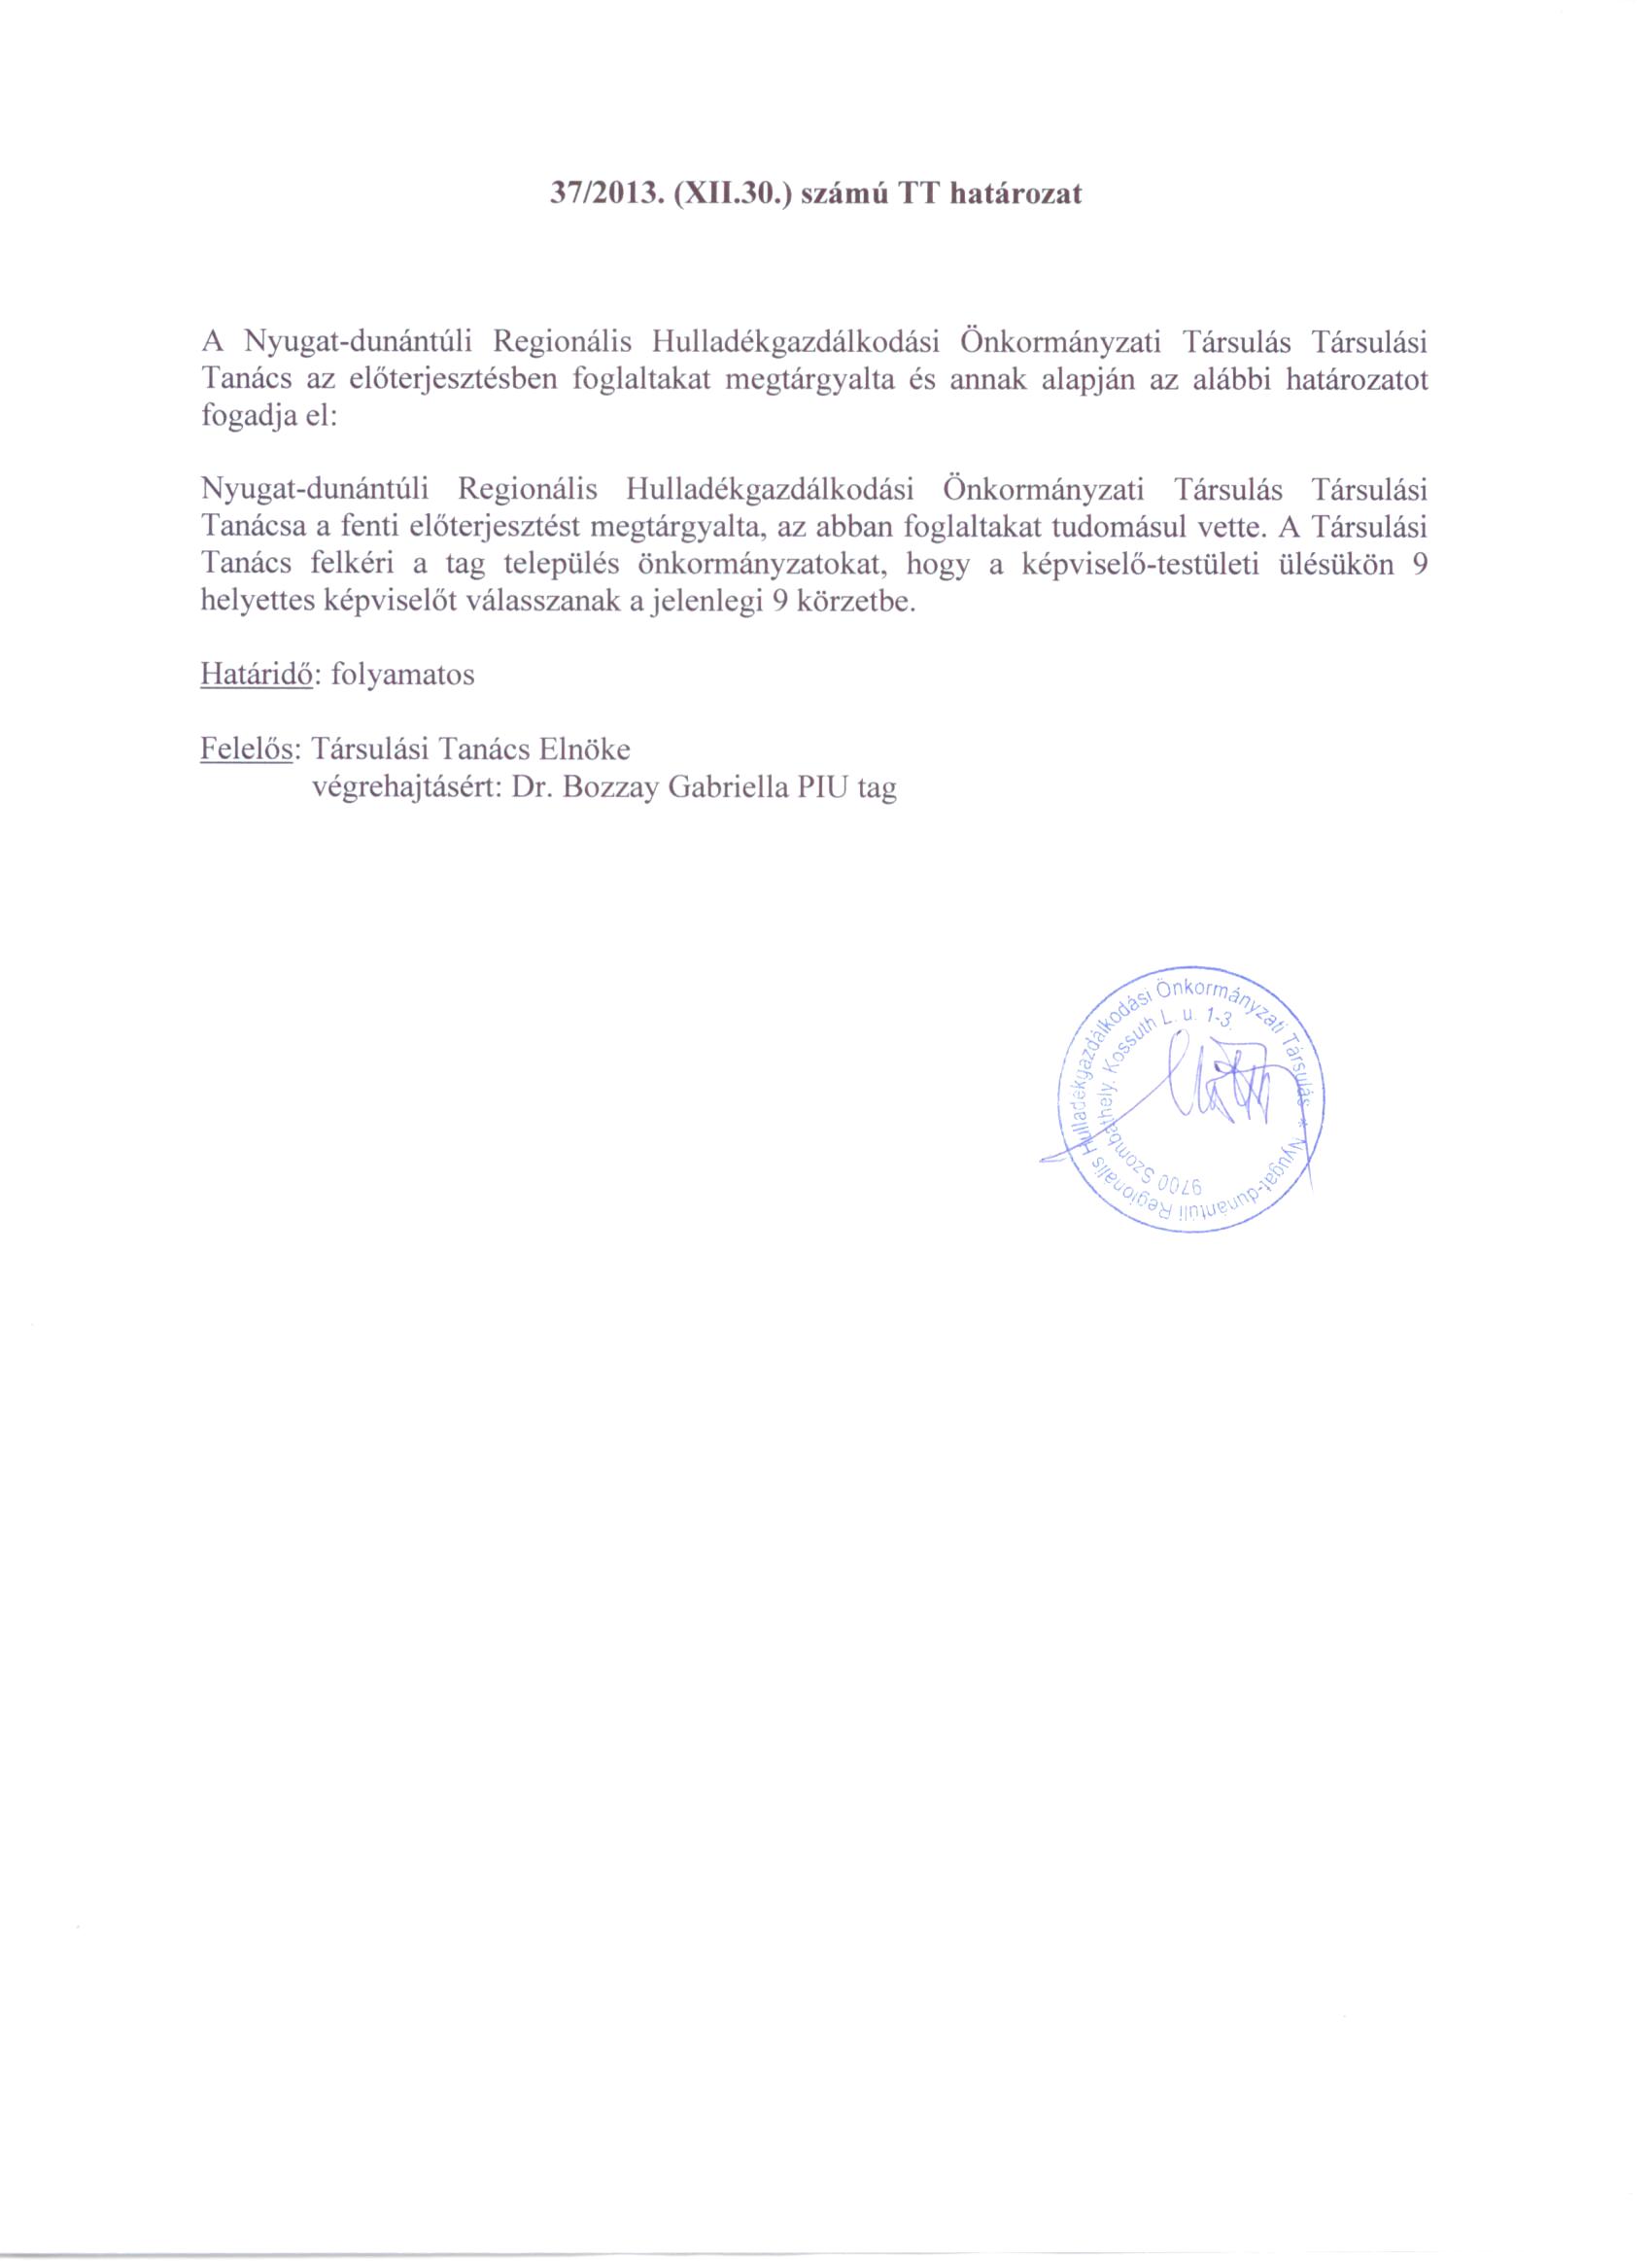 37/2013. (XII.30.) számú TT határozat
A Nyugat-dunántúli Regionális Hulladékgazdálkodási Önkormányzati Társulás Társulási
Tanács az előterjesztésben foglaltakat megtárgyalta és annak alapján az alábbi határozatot
fogadja el:
Nyugat-dunántúli Regionális Hulladékgazdálkodási Önkormányzati Társulás Társulási
Tanácsa a fenti előterjesztést megtárgyalta, az abban foglaltakat tudomásul vette. A Társulási
Tanács felkéri a tag település önkormányzatokat, hogy a képviselő-testületi ülésükön 9
helyettes képviselőt válasszanak a jelenlegi 9 körzetbe.
Határidő: folyamatos
Felelős: Társulási Tanács Elnöke
végrehajtásért: Dr. Bozzay Gabriella PIU tag
Nyugat-dunántúli Regionális Hulladékgazdálkodási Önkormányzati Társulás *
9700 Szombathely, Kossuth L. u. 1-3.